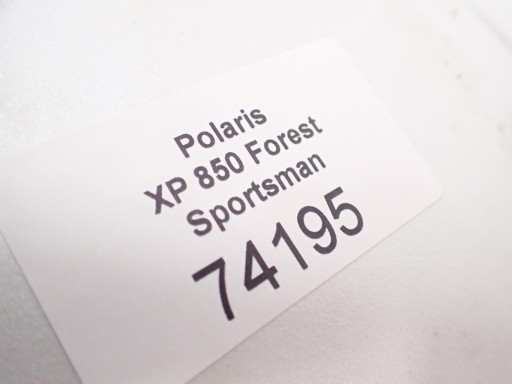 Polaris
XP 850 Forest
Sportsman
74195